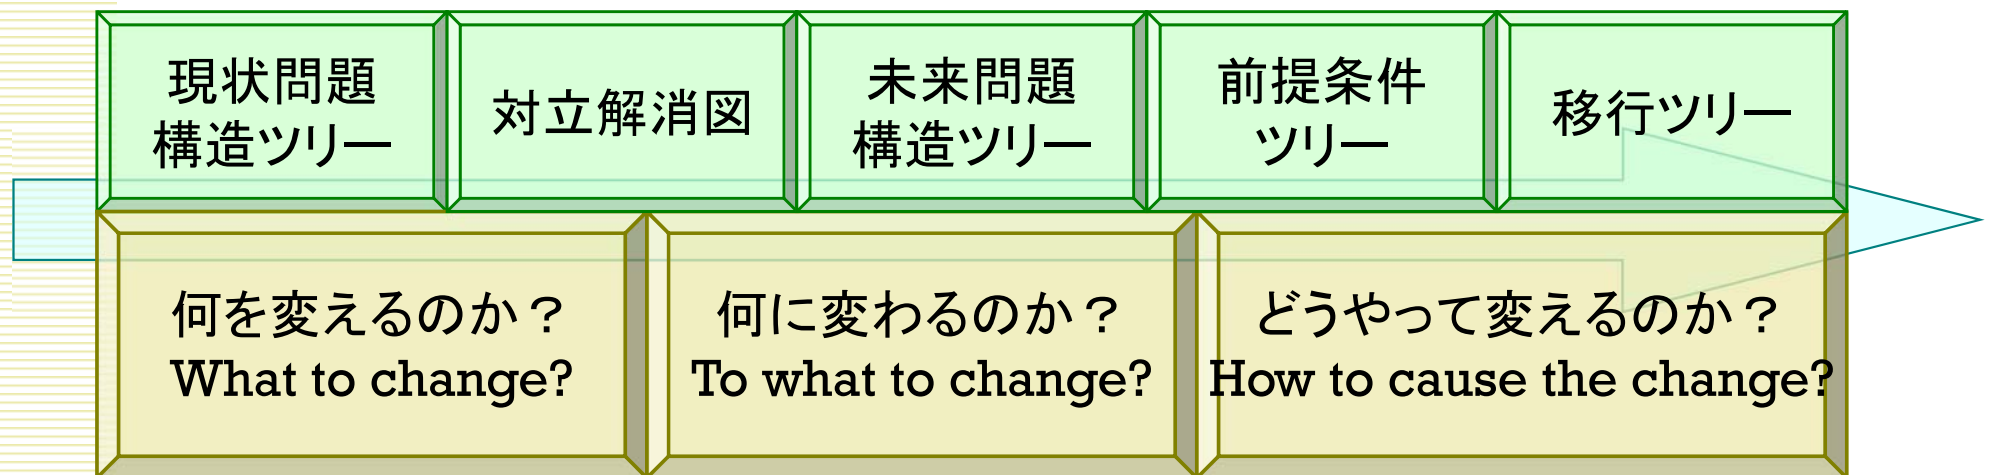 現状問題
構造ツリー
対立解消図
未来問題
構造ツリー
前提条件
ツリー
移行ツリー
何を変えるのか？
What to change?
何に変わるのか？
To what to change?
どうやって変えるのか？
How to cause the change?